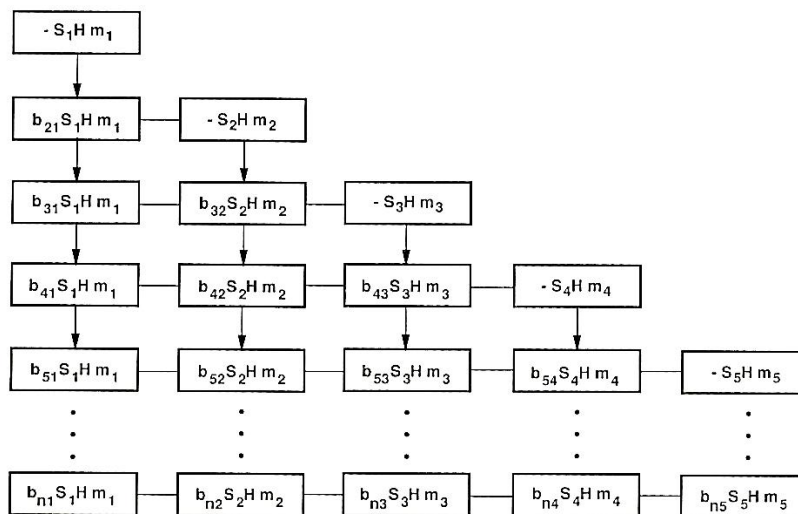 - S₁H m₁
b₂₁S₁H m₁ - S₂H m₂
b₃₁S₁H m₁ b₃₂S₂H m₂ - S₃H m₃
b₄₁S₁H m₁ b₄₂S₂H m₂ b₄₃S₃H m₃ - S₄H m₄
b₅₁S₁H m₁ b₅₂S₂H m₂ b₅₃S₃H m₃ b₅₄S₄H m₄ - S₅H m₅
bₙ₁S₁H m₁ bₙ₂S₂H m₂ bₙ₃S₃H m₃ bₙ₄S₄H m₄ bₙ₅S₅H m₅